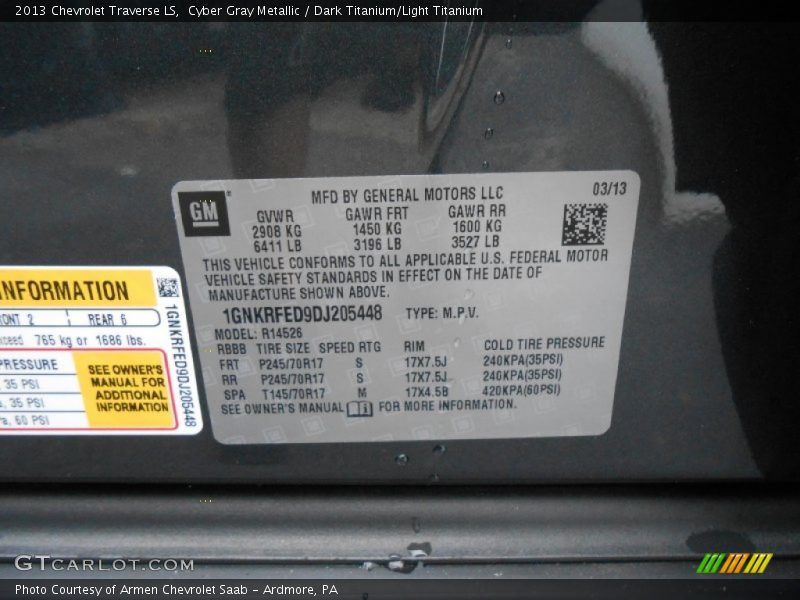 2013 Chevrolet Traverse LS, Cyber Gray Metallic / Dark Titanium/Light Titanium
GM
MFD BY GENERAL MOTORS LLC 03/13
GVWR GAWR FRT GAWR RR
2908 KG 1450 KG 1600 KG
6411 LB 3196 LB 3527 LB
THIS VEHICLE CONFORMS TO ALL APPLICABLE U.S. FEDERAL MOTOR
VEHICLE SAFETY STANDARDS IN EFFECT ON THE DATE OF
MANUFACTURE SHOWN ABOVE.
1GNKRFED9DJ205448 TYPE: M.P.V.
MODEL: R14526
RBBB TIRE SIZE SPEED RTG RIM COLD TIRE PRESSURE
FRT P245/70R17 S 17X7.5J 240KPA(35PSI)
RR P245/70R17 S 17X7.5J 240KPA(35PSI)
SPA T145/70R17 M 17X4.5B 420KPA(60PSI)
SEE OWNER'S MANUAL FOR MORE INFORMATION.
INFORMATION
2 REAR 6
765 kg or 1686 lbs.
PRESSURE
35 PSI
35 PSI
60 PSI
SEE OWNER'S
MANUAL FOR
ADDITIONAL
INFORMATION
1GNKRFED9DJ205448
GTCARLOT.COM
Photo Courtesy of Armen Chevrolet Saab - Ardmore, PA